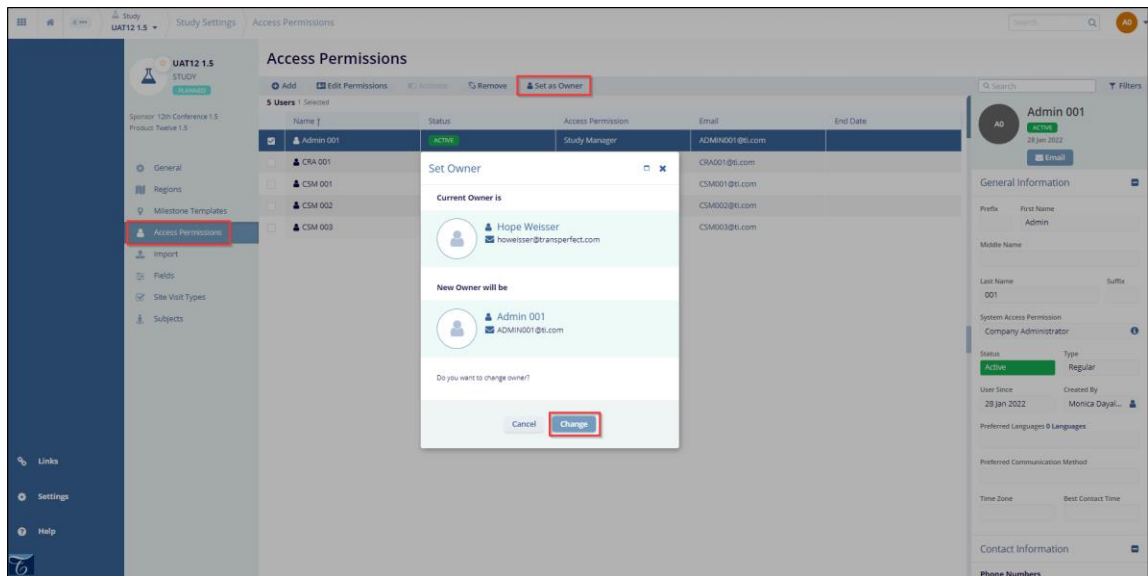 Study
UAT12 1.5
Study Settings
Access Permissions
Search
AO
UAT12 1.5
STUDY
PLANNED
Sponsor 12th Conference 1.5
Product Twelve 1.5
General
Regions
Milestone Templates
Access Permissions
Import
Fields
Site Visit Types
Subjects
Links
Settings
Help
Access Permissions
Add
Edit Permissions
Activate
Remove
Set as Owner
Search
Filters
5 Users 1 Selected
Name
Status
Access Permission
Email
End Date
Admin 001
ACTIVE
Study Manager
ADMIN001@ti.com
CRA 001
CRA001@ti.com
CSM 001
CSM001@ti.com
CSM 002
CSM002@ti.com
CSM 003
CSM003@ti.com
Set Owner
Current Owner is
Hope Weisser
howeisser@transperfect.com
New Owner will be
Admin 001
ADMIN001@ti.com
Do you want to change owner?
Cancel
Change
AO
Admin 001
ACTIVE
28 Jan 2022
Email
General Information
Prefix
First Name
Admin
Middle Name
Last Name
Suffix
001
System Access Permission
Company Administrator
Status
Type
Active
Regular
User Since
Created By
28 Jan 2022
Monica Dayal...
Preferred Languages 0 Languages
Preferred Communication Method
Time Zone
Best Contact Time
Contact Information
Phone Numbers